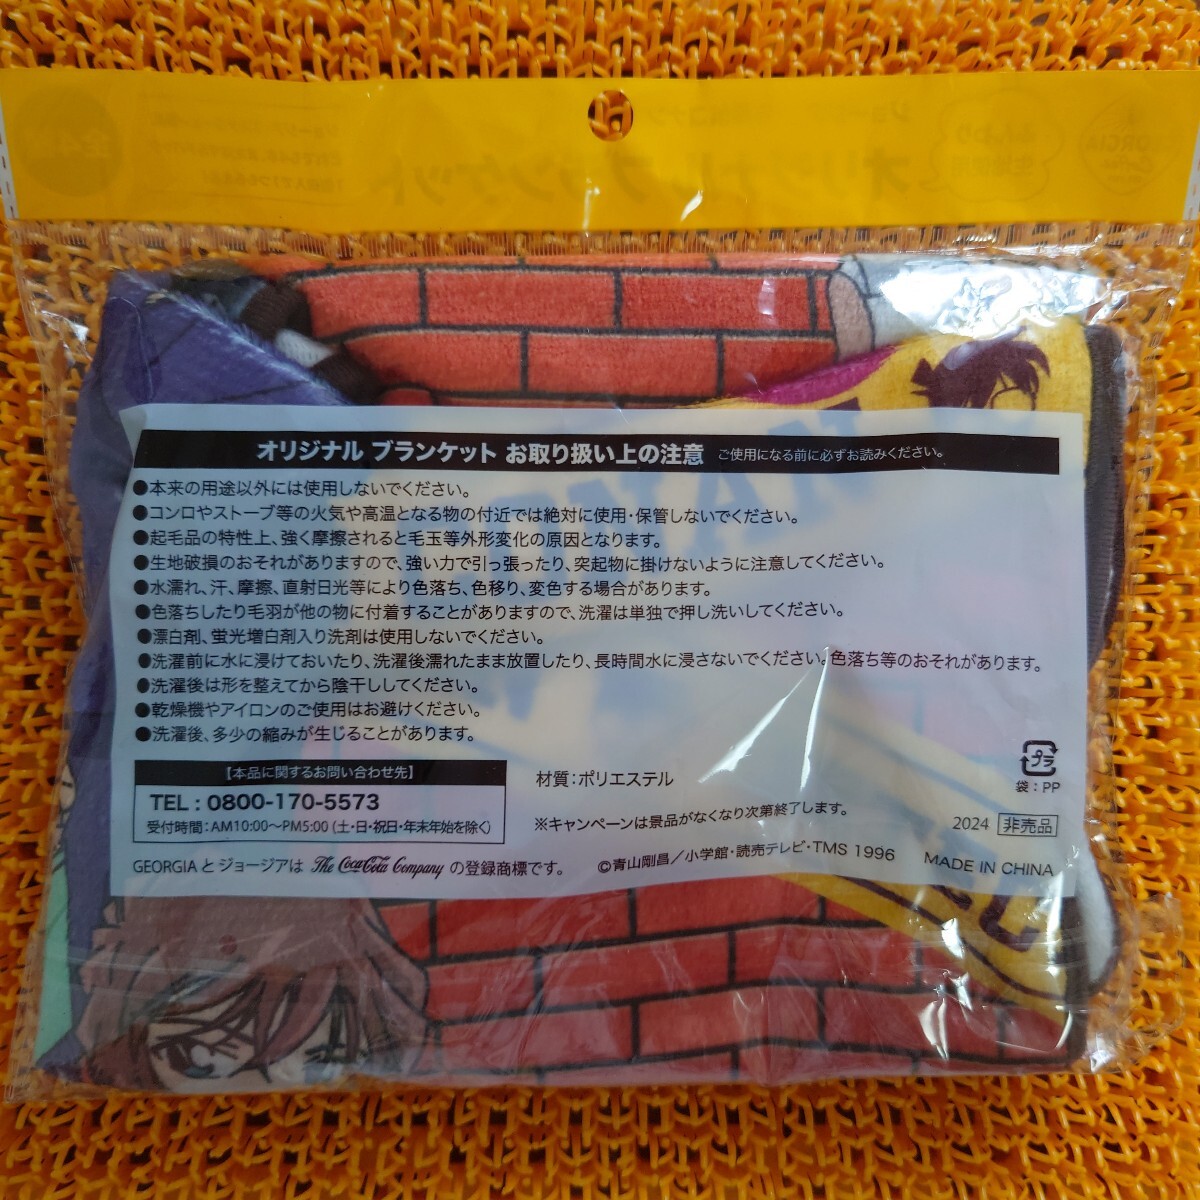 オリジナル ブランケット お取り扱い上の注意 ご使用になる前に必ずお読みください。
●本来の用途以外には使用しないでください。
●コンロやストーブ等の火気や高温となる物の付近では絶対に使用・保管しないでください。
●起毛品の特性上、強く摩擦されると毛玉等外形変化の原因となります。
●生地破損のおそれがありますので、強い力で引っ張ったり、突起物に掛けないように注意してください。
●水濡れ、汗、摩擦、直射日光等により色落ち、色移り、変色する場合があります。
●色落ちしたり毛羽が他の物に付着することがありますので、洗濯は単独で押し洗いしてください。
●漂白剤、蛍光増白剤入り洗剤は使用しないでください。
●洗濯前に水に浸けておいたり、洗濯後濡れたまま放置したり、長時間水に浸さないでください。色落ち等のおそれがあります。
●洗濯後は形を整えてから陰干ししてください。
●乾燥機やアイロンのご使用はお避けください。
●洗濯後、多少の縮みが生じることがあります。
【本品に関するお問い合わせ先】
TEL：0800-170-5573
受付時間：AM10:00～PM5:00（土・日・祝日・年末年始を除く）
材質：ポリエステル
プラ
袋：PP
※キャンペーンは景品がなくなり次第終了します。
2024 非売品
GEORGIAとジョージアは The Coca-Cola Company の登録商標です。
©青山剛昌／小学館・読売テレビ・TMS 1996
MADE IN CHINA
オリジナル ブランケット
CONAN